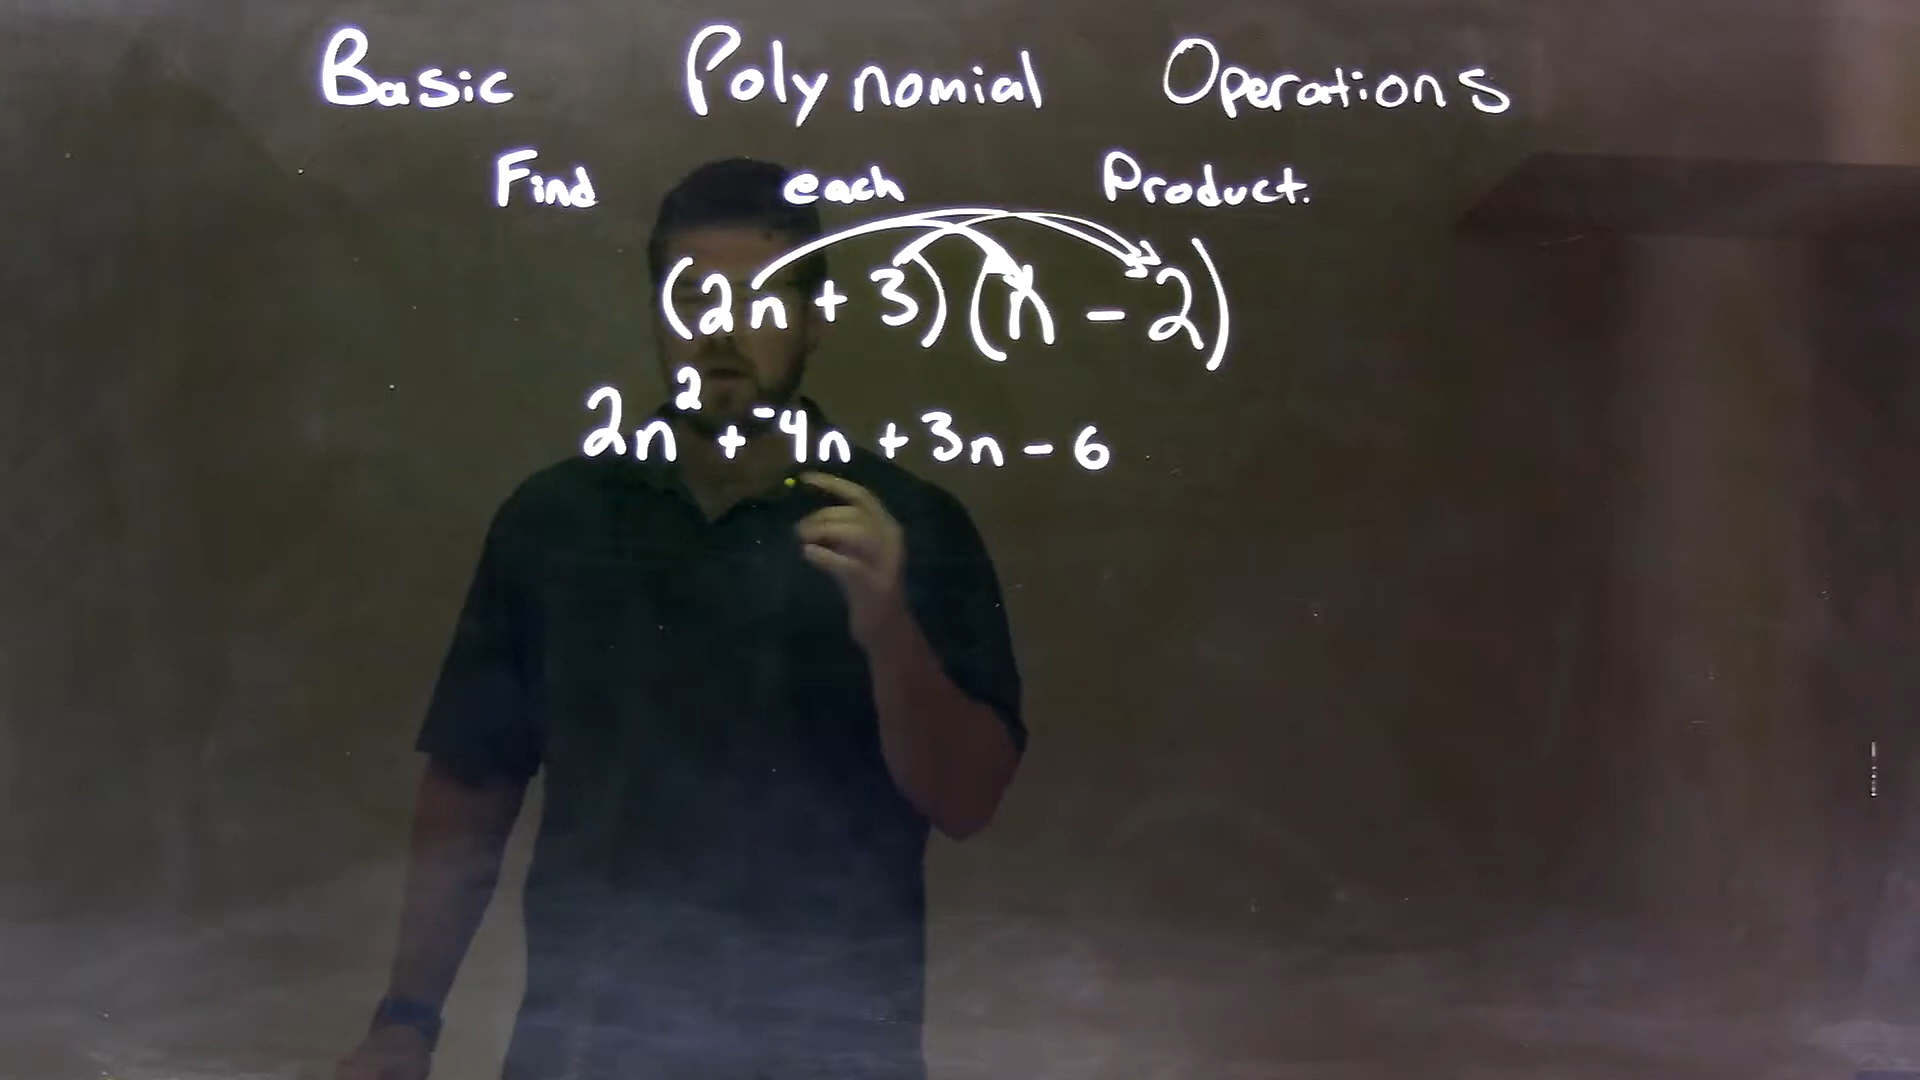 Basic Polynomial Operations
Find each Product.
(2n + 3)(n - 2)
2n² + ⁻4n + 3n - 6